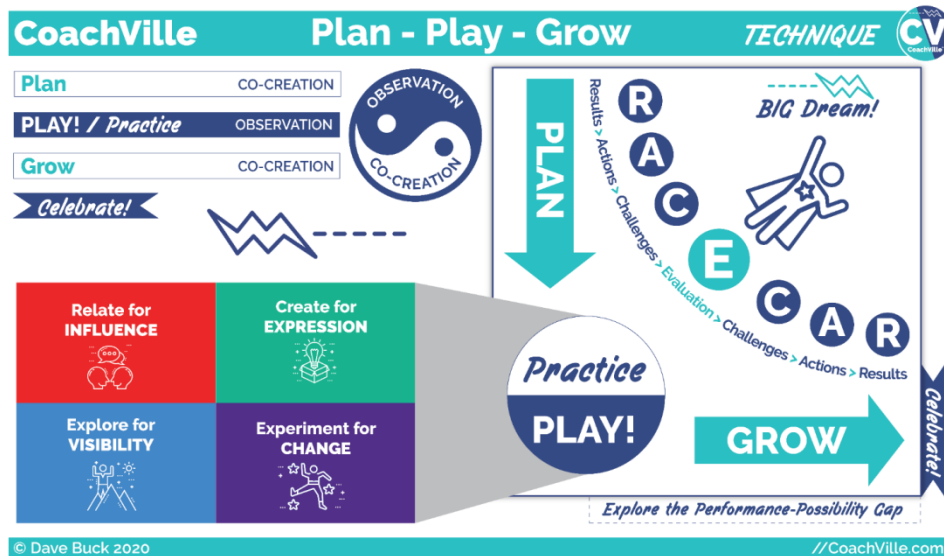 CoachVille
Plan - Play - Grow
TECHNIQUE
CV
CoachVille
Plan CO-CREATION
PLAY! / Practice OBSERVATION
Grow CO-CREATION
Celebrate!
OBSERVATION
CO-CREATION
PLAN
R
A
C
E
C
A
R
Results > Actions > Challenges > Evaluation > Challenges > Actions > Results
BIG Dream!
Relate for
INFLUENCE
Create for
EXPRESSION
Explore for
VISIBILITY
Experiment for
CHANGE
Practice
PLAY!
GROW
Celebrate!
Explore the Performance-Possibility Gap
© Dave Buck 2020
//CoachVille.com